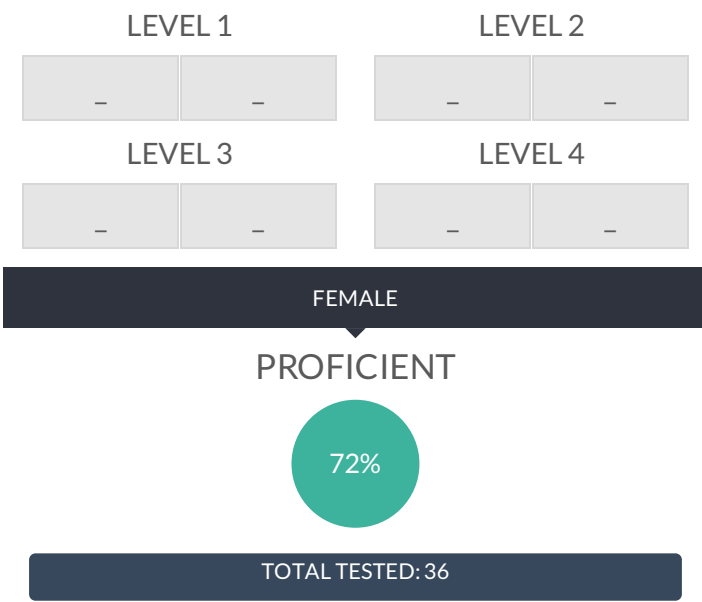 LEVEL 1 LEVEL 2
– – – –
LEVEL 3 LEVEL 4
– – – –
FEMALE
PROFICIENT
72%
TOTAL TESTED: 36